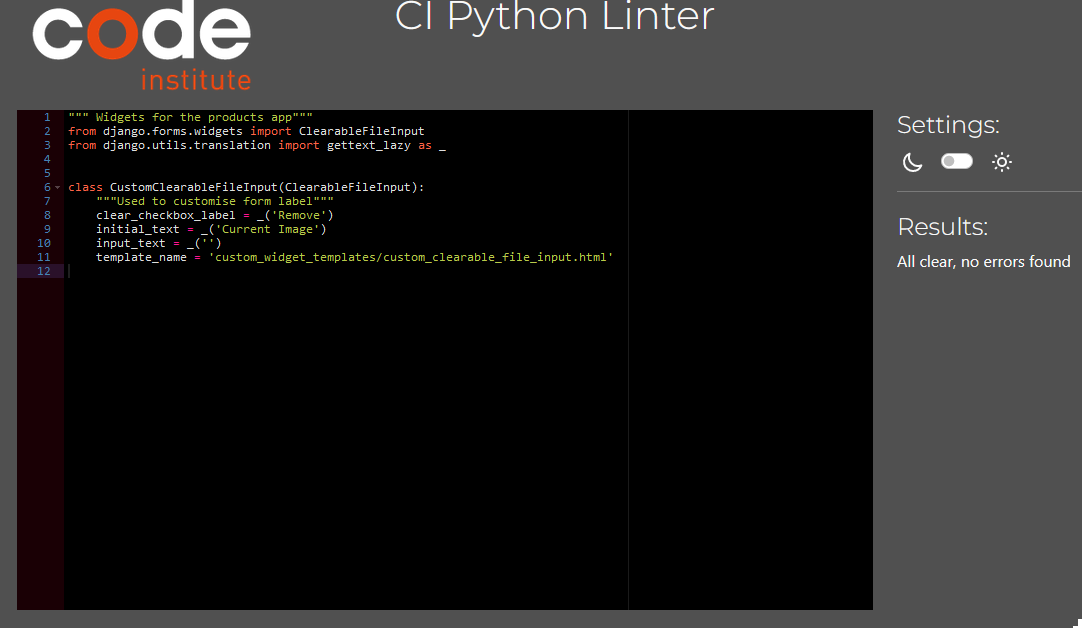 code
institute
CI Python Linter
1 """ Widgets for the products app"""
2 from django.forms.widgets import ClearableFileInput
3 from django.utils.translation import gettext_lazy as _
4
5
6 class CustomClearableFileInput(ClearableFileInput):
7     """Used to customise form label"""
8     clear_checkbox_label = _('Remove')
9     initial_text = _('Current Image')
10     input_text = _('')
11     template_name = 'custom_widget_templates/custom_clearable_file_input.html'
12
Settings:
Results:
All clear, no errors found